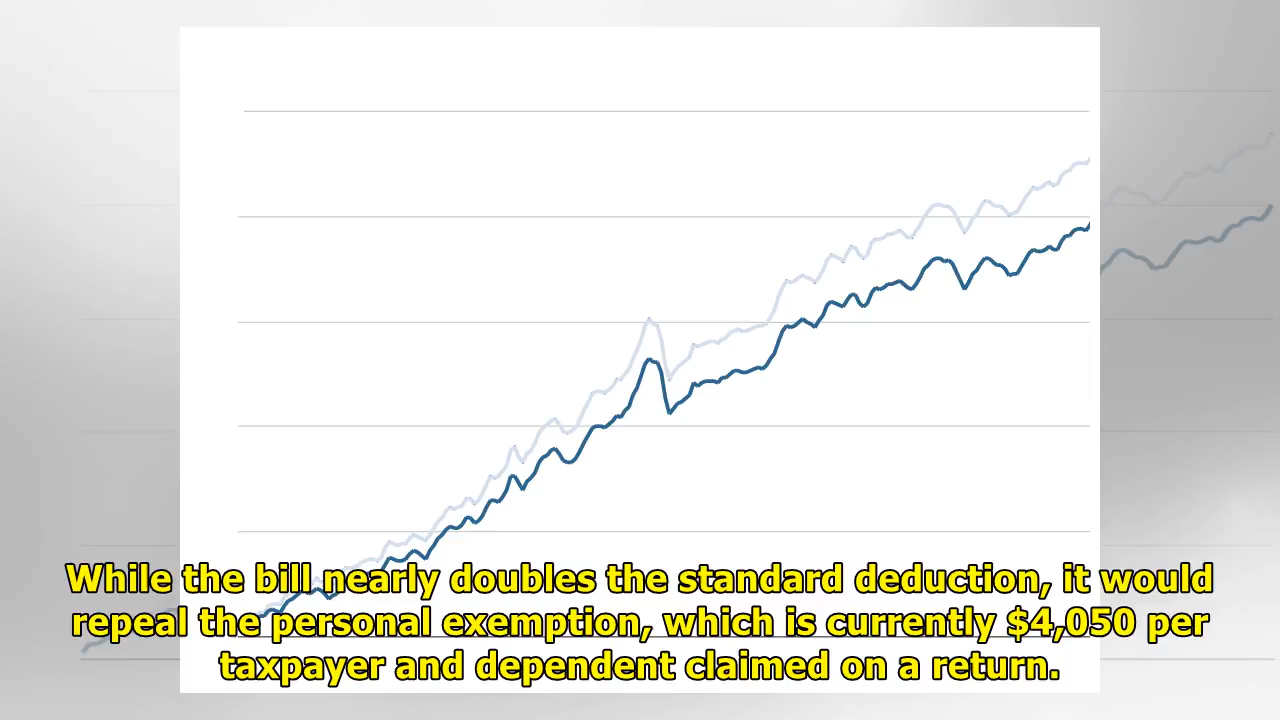 While the bill nearly doubles the standard deduction, it would
repeal the personal exemption, which is currently $4,050 per
taxpayer and dependent claimed on a return.